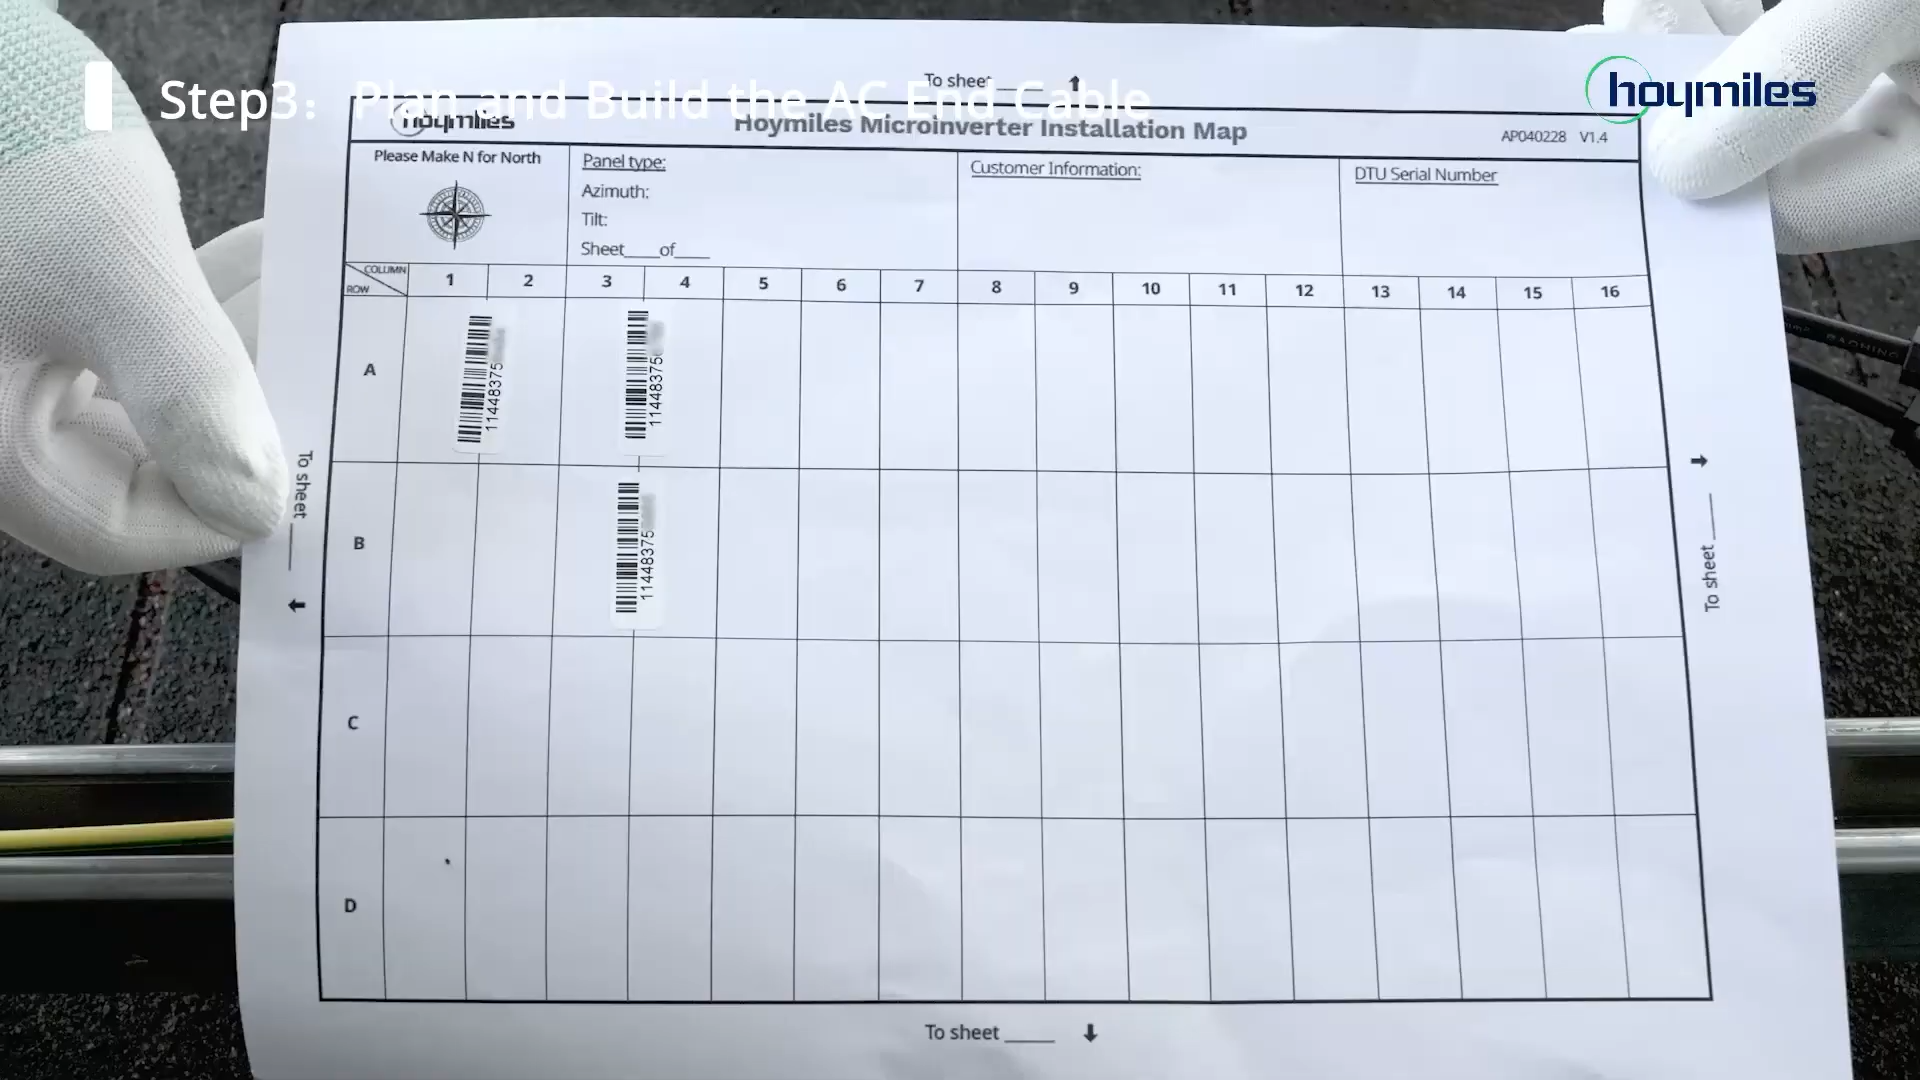 Step3：Plan and Build the AC End Cable
hoymiles
To sheet
hoymiles
Hoymiles Microinverter Installation Map
AP040228 V1.4
Please Make N for North
Panel type:
Azimuth:
Tilt:
Sheet____of____
Customer Information:
DTU Serial Number
COLUMN
ROW
1 2 3 4 5 6 7 8 9 10 11 12 13 14 15 16
A
11448375
11448375
B
11448375
C
D
To sheet _____
To sheet _____
To sheet _____